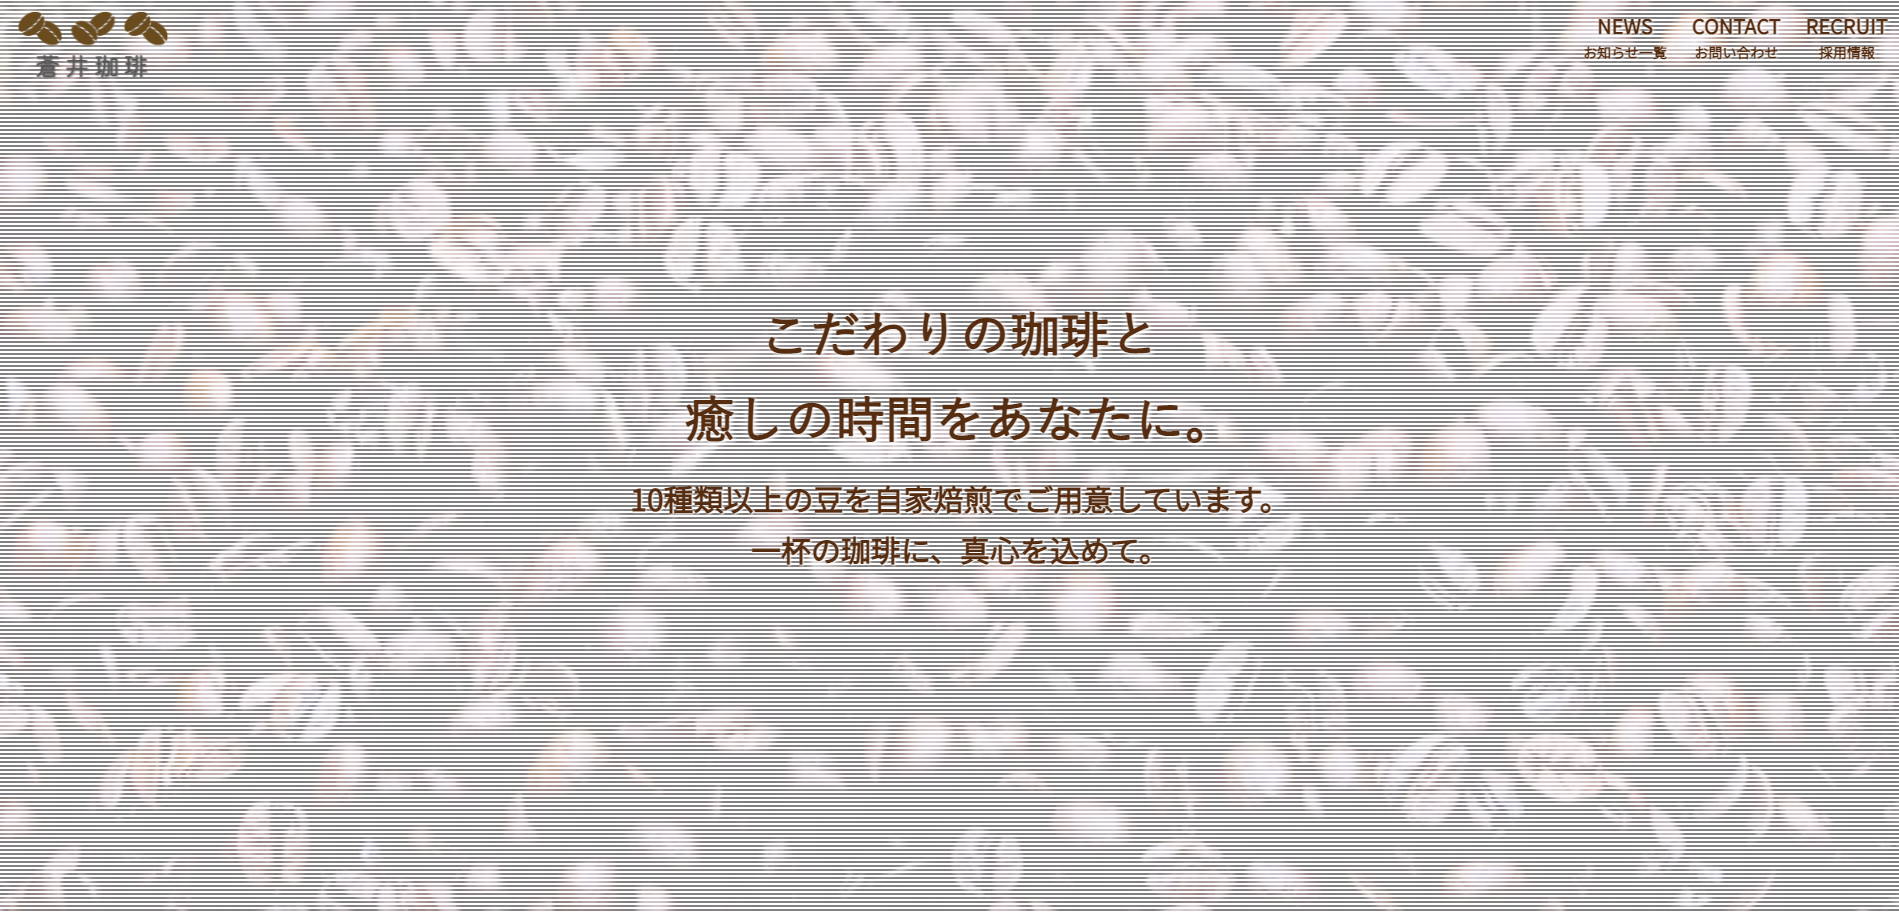 蒼井珈琲
NEWS
お知らせ一覧
CONTACT
お問い合わせ
RECRUIT
採用情報
こだわりの珈琲と
癒しの時間をあなたに。
10種類以上の豆を自家焙煎でご用意しています。
一杯の珈琲に、真心を込めて。